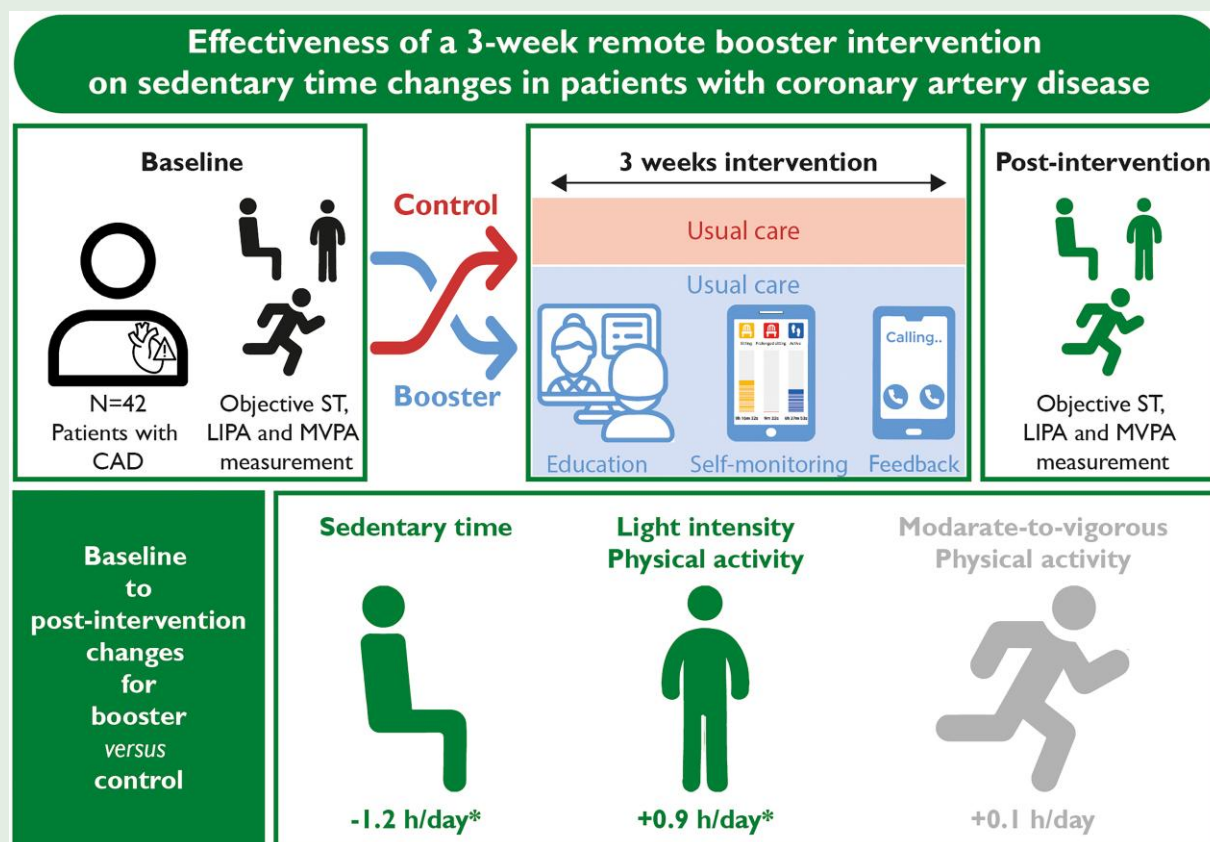 Effectiveness of a 3-week remote booster intervention
on sedentary time changes in patients with coronary artery disease
Baseline
N=42
Patients with
CAD
Objective ST,
LIPA and MVPA
measurement
Control
Booster
3 weeks intervention
Usual care
Usual care
Education
Self-monitoring
Calling..
Feedback
Post-intervention
Objective ST,
LIPA and MVPA
measurement
Baseline
to
post-intervention
changes
for
booster
versus
control
Sedentary time
-1.2 h/day*
Light intensity
Physical activity
+0.9 h/day*
Modarate-to-vigorous
Physical activity
+0.1 h/day